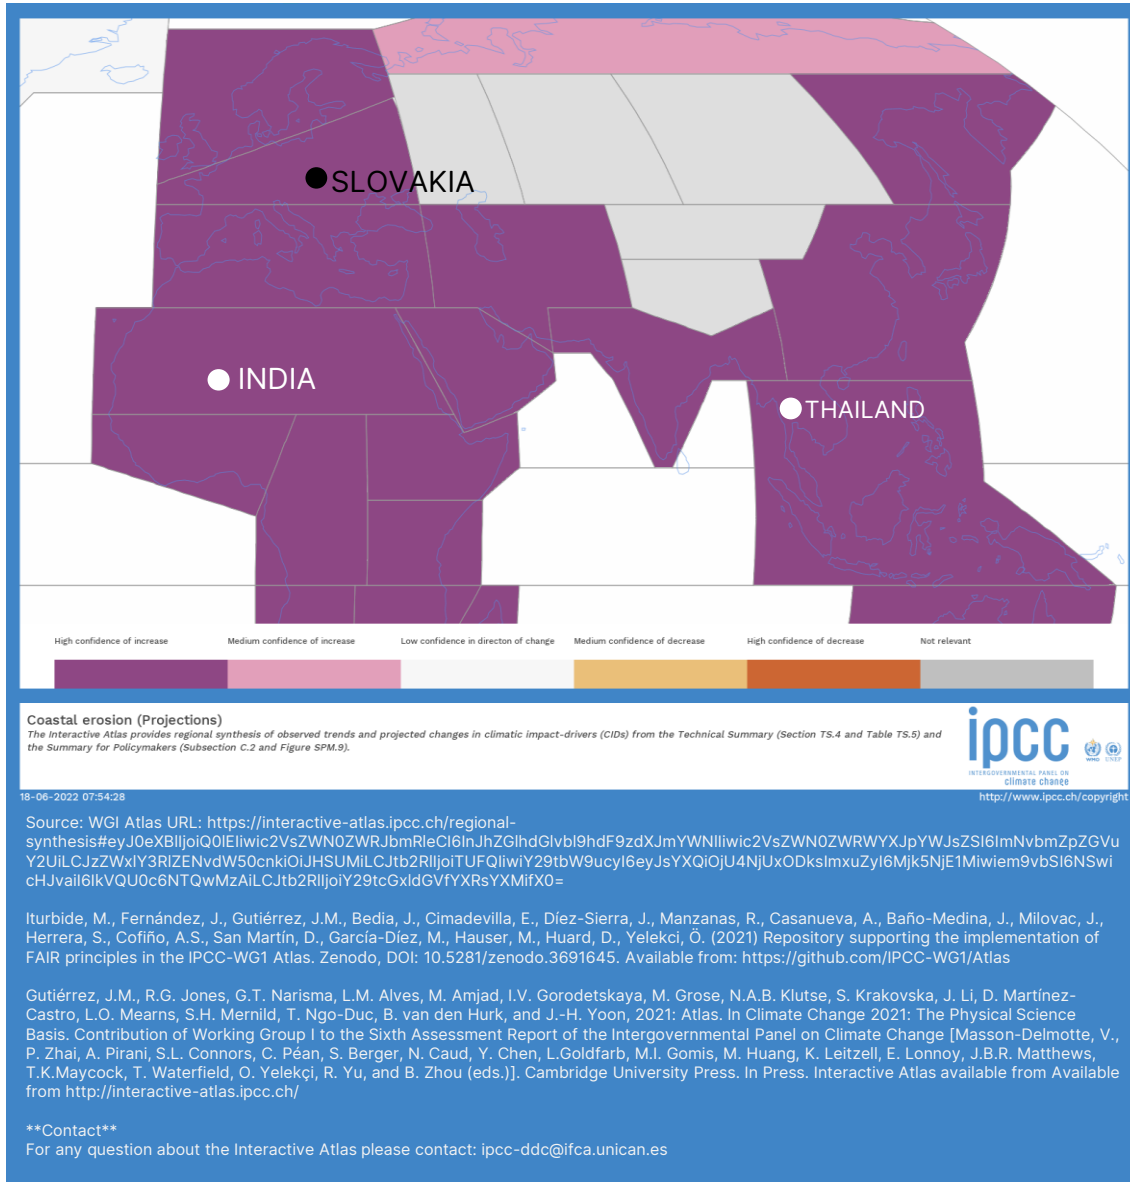 SLOVAKIA
INDIA
THAILAND
High confidence of increase
Medium confidence of increase
Low confidence in directon of change
Medium confidence of decrease
High confidence of decrease
Not relevant
Coastal erosion (Projections)
The Interactive Atlas provides regional synthesis of observed trends and projected changes in climatic impact-drivers (CIDs) from the Technical Summary (Section TS.4 and Table TS.5) and
the Summary for Policymakers (Subsection C.2 and Figure SPM.9).
ipcc
INTERGOVERNMENTAL PANEL ON
climate change
WMO
UNEP
18-06-2022 07:54:28
http://www.ipcc.ch/copyright
Source: WGI Atlas URL: https://interactive-atlas.ipcc.ch/regional-
synthesis#eyJ0eXBlIjoiQ0lEIiwic2VsZWN0ZWRJbmRleCI6InJhZGlhdGlvbl9hdF9zdXJmYWNlIiwic2VsZWN0ZWRWYXJpYWJsZSI6ImNvbmZpZGVu
Y2UiLCJzZWxlY3RlZENvdW50cnkiOiJHSUMiLCJtb2RlIjoiTUFQIiwiY29tbW9ucyI6eyJsYXQiOjU4NjUxODksImxuZyI6Mjk5NjE1Miwiem9vbSI6NSwi
cHJvaiI6IkVQU0c6NTQwMzAiLCJtb2RlIjoiY29tcGxldGVfYXRsYXMifX0=
Iturbide, M., Fernández, J., Gutiérrez, J.M., Bedia, J., Cimadevilla, E., Díez-Sierra, J., Manzanas, R., Casanueva, A., Baño-Medina, J., Milovac, J.,
Herrera, S., Cofiño, A.S., San Martín, D., García-Díez, M., Hauser, M., Huard, D., Yelekci, Ö. (2021) Repository supporting the implementation of
FAIR principles in the IPCC-WG1 Atlas. Zenodo, DOI: 10.5281/zenodo.3691645. Available from: https://github.com/IPCC-WG1/Atlas
Gutiérrez, J.M., R.G. Jones, G.T. Narisma, L.M. Alves, M. Amjad, I.V. Gorodetskaya, M. Grose, N.A.B. Klutse, S. Krakovska, J. Li, D. Martínez-
Castro, L.O. Mearns, S.H. Mernild, T. Ngo-Duc, B. van den Hurk, and J.-H. Yoon, 2021: Atlas. In Climate Change 2021: The Physical Science
Basis. Contribution of Working Group I to the Sixth Assessment Report of the Intergovernmental Panel on Climate Change [Masson-Delmotte, V.,
P. Zhai, A. Pirani, S.L. Connors, C. Péan, S. Berger, N. Caud, Y. Chen, L.Goldfarb, M.I. Gomis, M. Huang, K. Leitzell, E. Lonnoy, J.B.R. Matthews,
T.K.Maycock, T. Waterfield, O. Yelekçi, R. Yu, and B. Zhou (eds.)]. Cambridge University Press. In Press. Interactive Atlas available from Available
from http://interactive-atlas.ipcc.ch/
**Contact**
For any question about the Interactive Atlas please contact: ipcc-ddc@ifca.unican.es